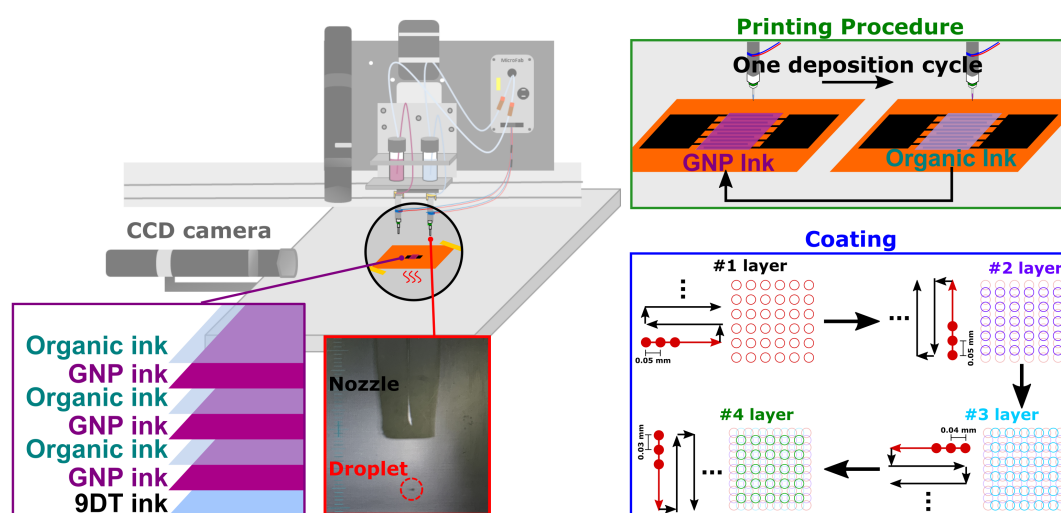 Printing Procedure
One deposition cycle
GNP Ink
Organic Ink
Microfab
CCD camera
Organic ink
GNP ink
Organic ink
GNP ink
Organic ink
GNP ink
9DT ink
Nozzle
Droplet
Coating
#1 layer
0.05 mm
#2 layer
0.05 mm
#3 layer
0.04 mm
#4 layer
0.03 mm